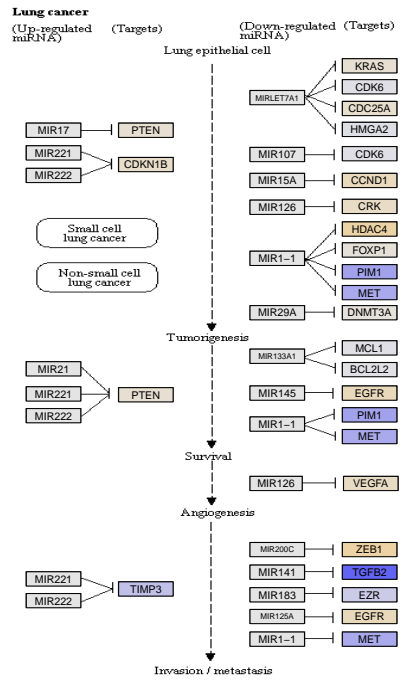 Lung cancer
(Up-regulated miRNA) (Targets) (Down-regulated miRNA) (Targets)
Lung epithelial cell
KRAS
CDK6
MIRLET7A1
CDC25A
HMGA2
MIR17 PTEN
MIR221
MIR222
CDKN1B
MIR107 CDK6
MIR15A CCND1
MIR126 CRK
Small cell
lung cancer
Non-small cell
lung cancer
HDAC4
FOXP1
MIR1-1
PIM1
MET
MIR29A DNMT3A
Tumorigenesis
MIR133A1
MCL1
BCL2L2
MIR21
MIR221
MIR222
PTEN
MIR145 EGFR
MIR1-1
PIM1
MET
Survival
MIR126 VEGFA
Angiogenesis
MIR200C ZEB1
MIR141 TGFB2
MIR221
MIR222
TIMP3
MIR183 EZR
MIR125A EGFR
MIR1-1 MET
Invasion / metastasis